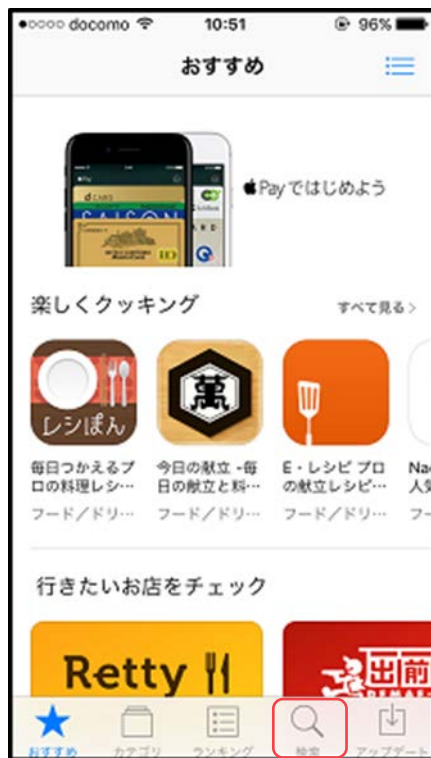 docomo 10:51 96%
おすすめ
Pay ではじめよう
楽しくクッキング すべて見る >
レシぽん 萬
毎日つかえるプ 今日の献立 -毎 E・レシピ プロ
ロの料理レシ… 日の献立と料… の献立レシピ… 人気
フード／ドリ… フード／ドリ… フード／ドリ… フー
行きたいお店をチェック
Retty 出前
おすすめ カテゴリ ランキング 検索 アップデート